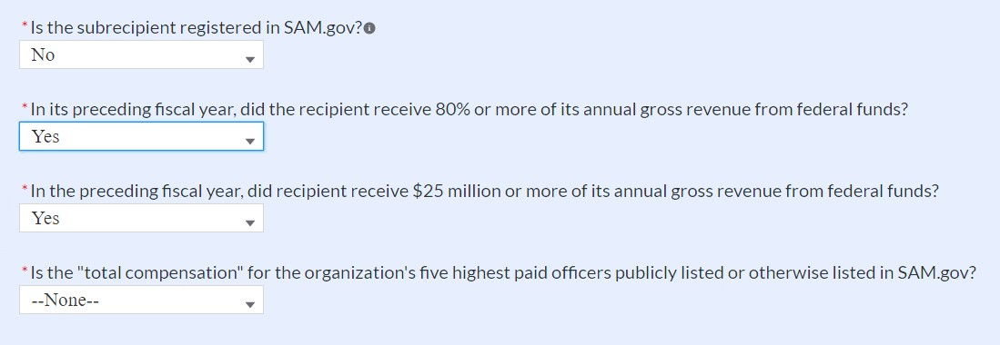 *Is the subrecipient registered in SAM.gov?
No
*In its preceding fiscal year, did the recipient receive 80% or more of its annual gross revenue from federal funds?
Yes
*In the preceding fiscal year, did recipient receive $25 million or more of its annual gross revenue from federal funds?
Yes
*Is the "total compensation" for the organization's five highest paid officers publicly listed or otherwise listed in SAM.gov?
--None--